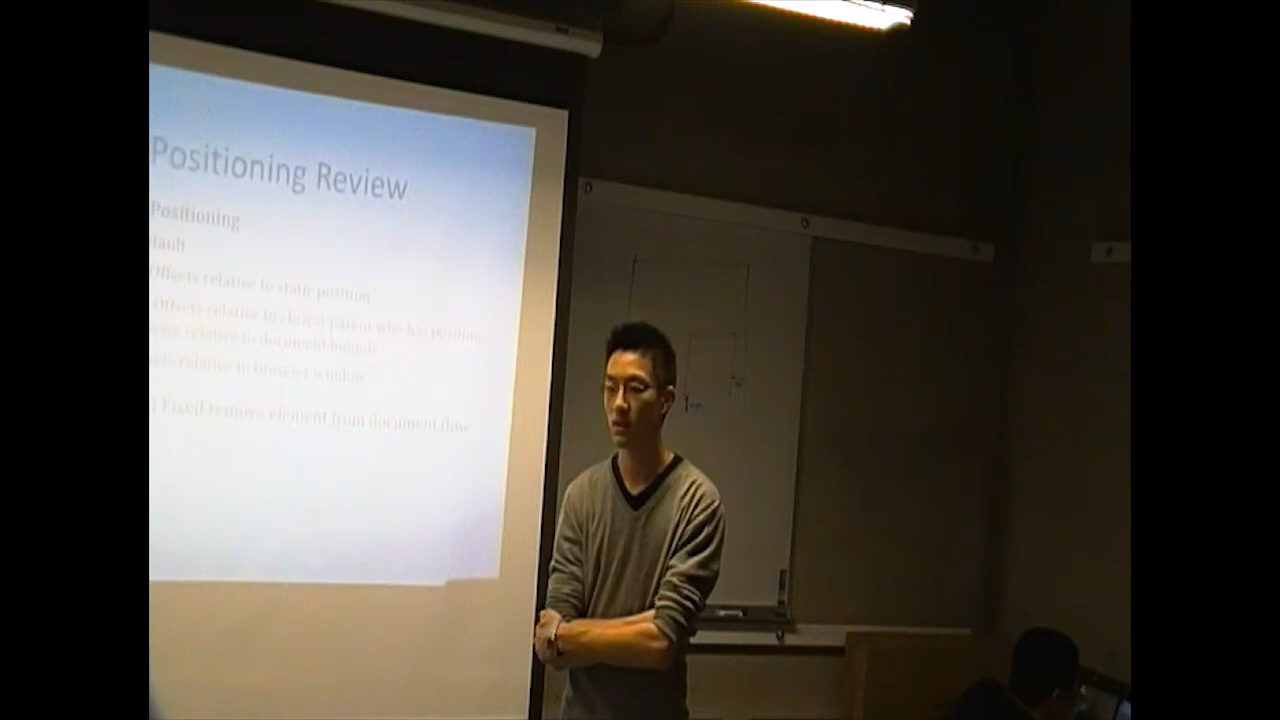 Positioning Review
Positioning
fault
Offsets relative to static position
Offsets relative to closest parent who has position
relative to document bounds
relative to browser window
Fixed remove element from document flow